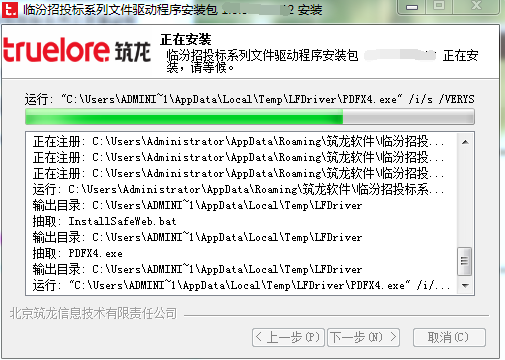 临汾招投标系列文件驱动程序安装包 安装
truelore 筑龙
正在安装
临汾招投标系列文件驱动程序安装包 正在安
装，请等候。
运行: "C:\Users\ADMINI~1\AppData\Local\Temp\LFDriver\PDFX4.exe" /i/s /VERYS
正在注册: C:\Users\Administrator\AppData\Roaming\筑龙软件\临汾招投...
正在注册: C:\Users\Administrator\AppData\Roaming\筑龙软件\临汾招投...
正在注册: C:\Users\Administrator\AppData\Roaming\筑龙软件\临汾招投...
运行: C:\Users\Administrator\AppData\Roaming\筑龙软件\临汾招投标系...
输出目录: C:\Users\ADMINI~1\AppData\Local\Temp\LFDriver
抽取: InstallSafeWeb.bat
输出目录: C:\Users\ADMINI~1\AppData\Local\Temp\LFDriver
抽取: PDFX4.exe
输出目录: C:\Users\ADMINI~1\AppData\Local\Temp\LFDriver
运行: "C:\Users\ADMINI~1\AppData\Local\Temp\LFDriver\PDFX4.exe" /i/...
北京筑龙信息技术有限责任公司
< 上一步(P) 下一步(N) > 取消(C)